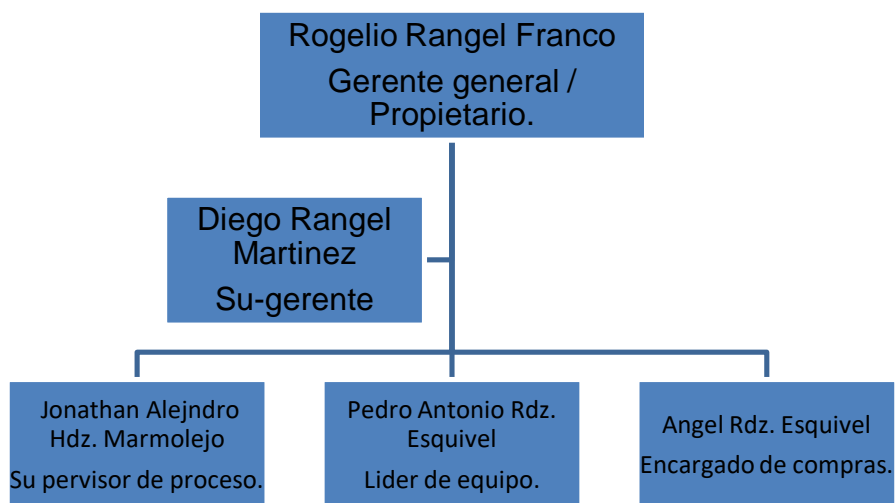 Rogelio Rangel Franco
Gerente general /
Propietario.
Diego Rangel
Martinez
Su-gerente
Jonathan Alejndro
Hdz. Marmolejo
Su pervisor de proceso.
Pedro Antonio Rdz.
Esquivel
Lider de equipo.
Angel Rdz. Esquivel
Encargado de compras.